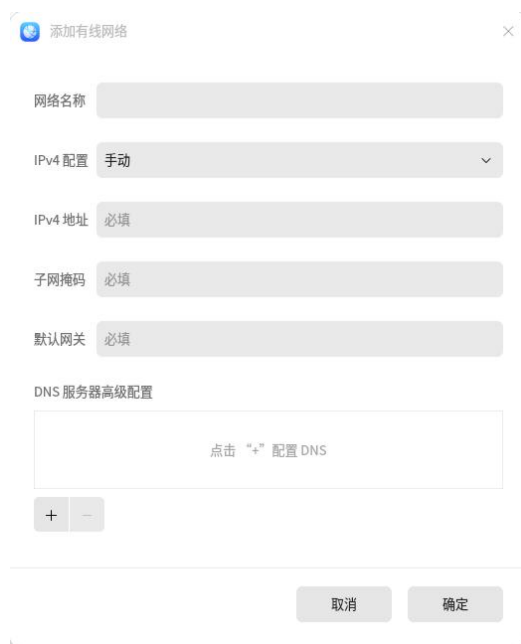 添加有线网络
网络名称
IPv4 配置 手动
IPv4 地址 必填
子网掩码 必填
默认网关 必填
DNS 服务器高级配置
点击 “+” 配置 DNS
+ −
取消 确定